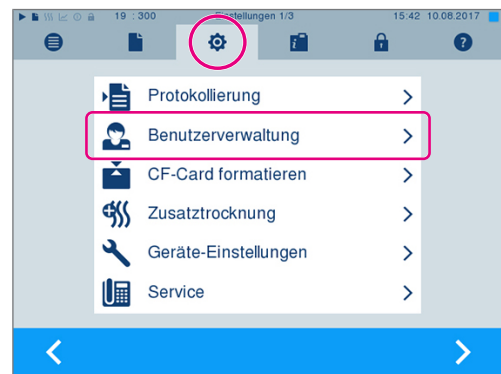 19 : 300 Einstellungen 1/3 15:42 10.08.2017
Protokollierung
Benutzerverwaltung
CF-Card formatieren
Zusatztrocknung
Geräte-Einstellungen
Service